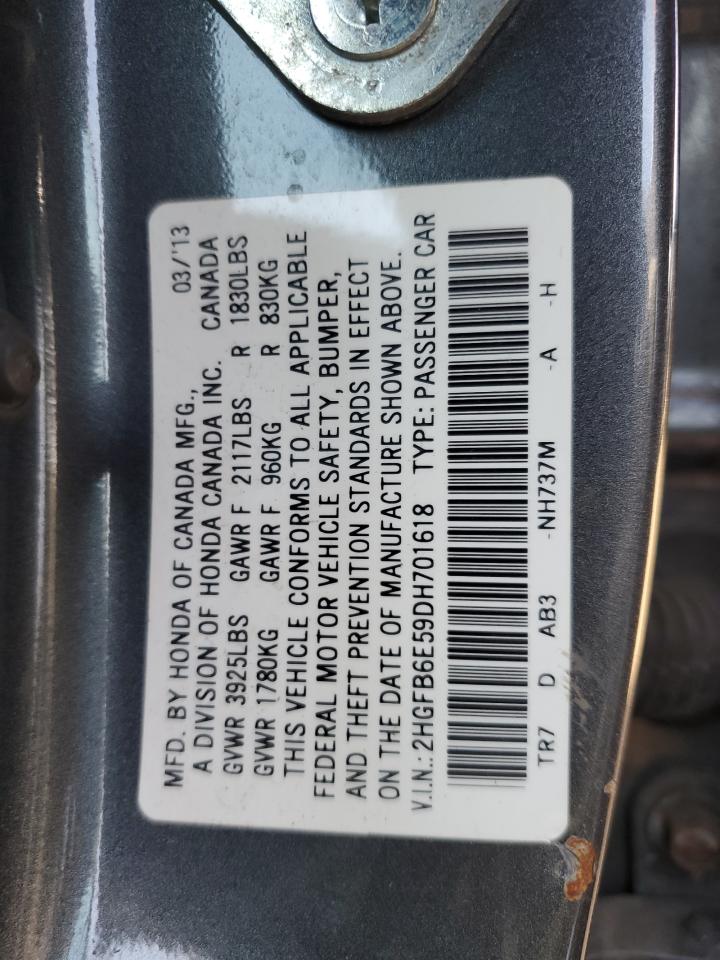 MFD. BY HONDA OF CANADA MFG., 03/'13
A DIVISION OF HONDA CANADA INC. CANADA
GVWR 3925LBS GAWR F 2117LBS R 1830LBS
GVWR 1780KG GAWR F 960KG R 830KG
THIS VEHICLE CONFORMS TO ALL APPLICABLE
FEDERAL MOTOR VEHICLE SAFETY, BUMPER,
AND THEFT PREVENTION STANDARDS IN EFFECT
ON THE DATE OF MANUFACTURE SHOWN ABOVE.
V.I.N.: 2HGFB6E59DH701618 TYPE: PASSENGER CAR
TR7 D AB3 -NH737M -A -H